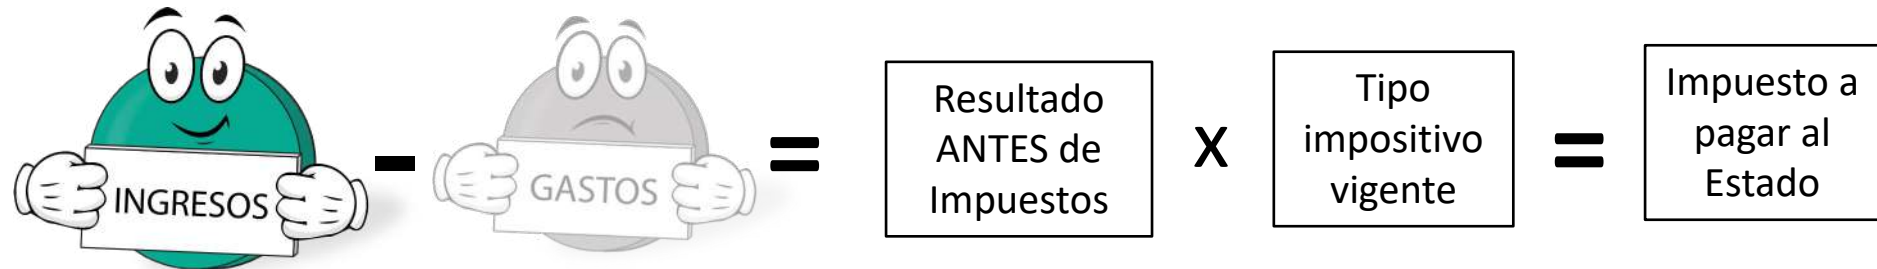 INGRESOS
-
GASTOS
=
Resultado
ANTES de
Impuestos
X
Tipo
impositivo
vigente
=
Impuesto a
pagar al
Estado